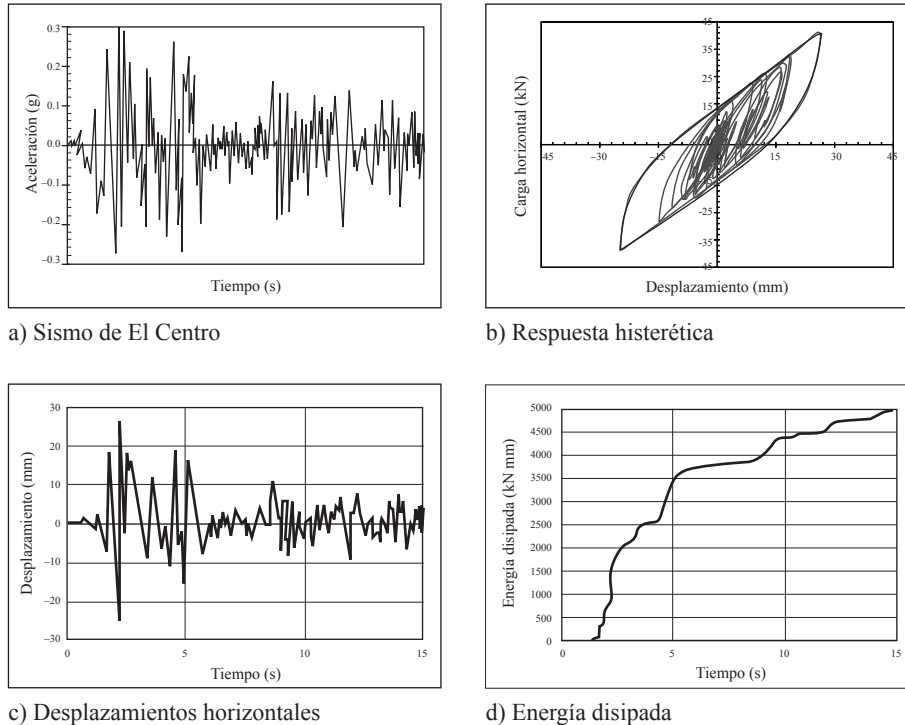 0.3
0.2
0.1
0.0
–0.1
0.2
–0.3
Aceleración (g)
Tiempo (s)
a) Sismo de El Centro
45
35
25
15
-45 -30 -15 15 30 45
-25
-35
45
Carga horizontal (kN)
Desplazamiento (mm)
b) Respuesta histerética
30
20
10
0
–10
–20
–30
0 5 10 15
Desplazamiento (mm)
Tiempo (s)
c) Desplazamientos horizontales
5000
4500
4000
3500
3000
2500
2000
1500
1000
500
0
0 5 10 15
Energía disipada (kN mm)
Tiempo (s)
d) Energía disipada